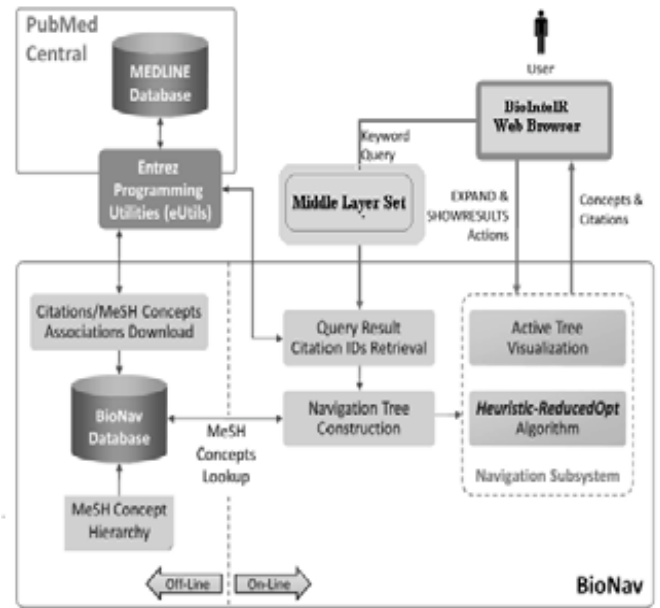 PubMed
Central
MEDLINE
Database
Entrez
Programming
Utilities (eUtils)
User
BioInteIR
Web Browser
Keyword
Query
Middle Layer Set
EXPAND &
SHOWRESULTS
Actions
Concepts &
Citations
Citations/MeSH Concepts
Associations Download
Query Result
Citation IDs Retrieval
Active Tree
Visualization
BioNav
Database
MeSH
Concepts
Lookup
Navigation Tree
Construction
Heuristic-ReducedOpt
Algorithm
Navigation Subsystem
MeSH Concept
Hierarchy
Off-Line
On-Line
BioNav